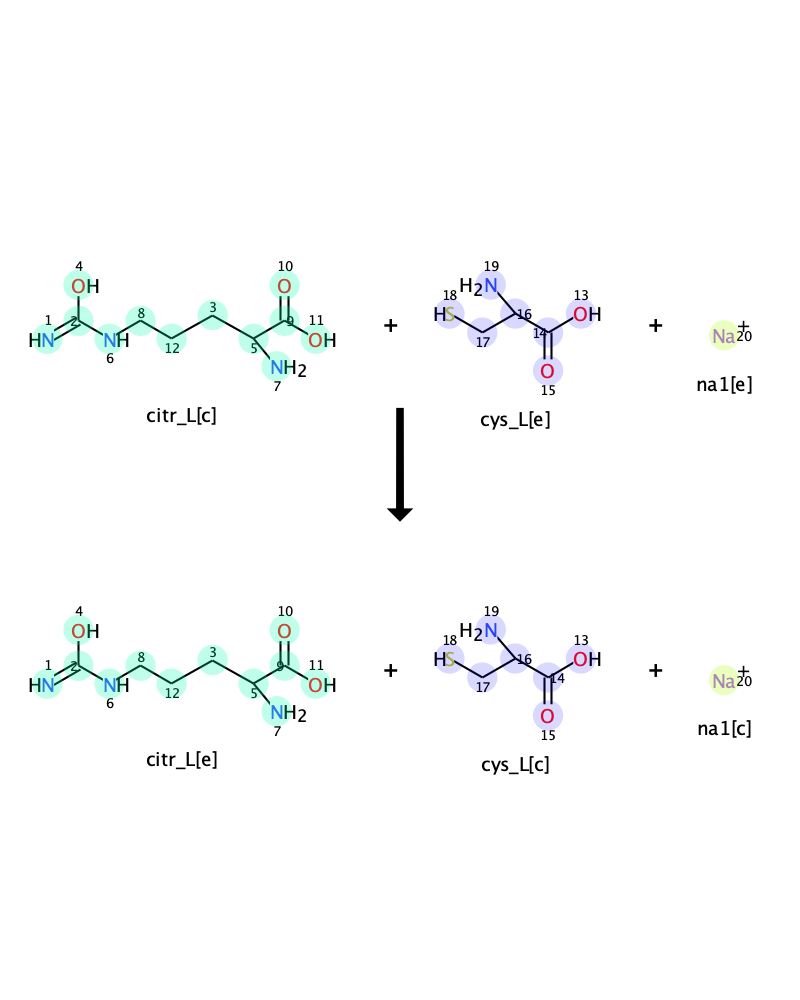 4 10 19
OH O H2N
1 2 8 3 9 11 18 16 13
HN NH 12 5 OH + HS 17 14 OH + Na+ 20
6 NH2 O
7 15
na1[e]
citr_L[c] cys_L[e]
4 10 19
OH O H2N
1 2 8 3 9 11 18 16 13
HN NH 12 5 OH + HS 17 14 OH + Na+ 20
6 NH2 O
7 15
na1[c]
citr_L[e] cys_L[c]